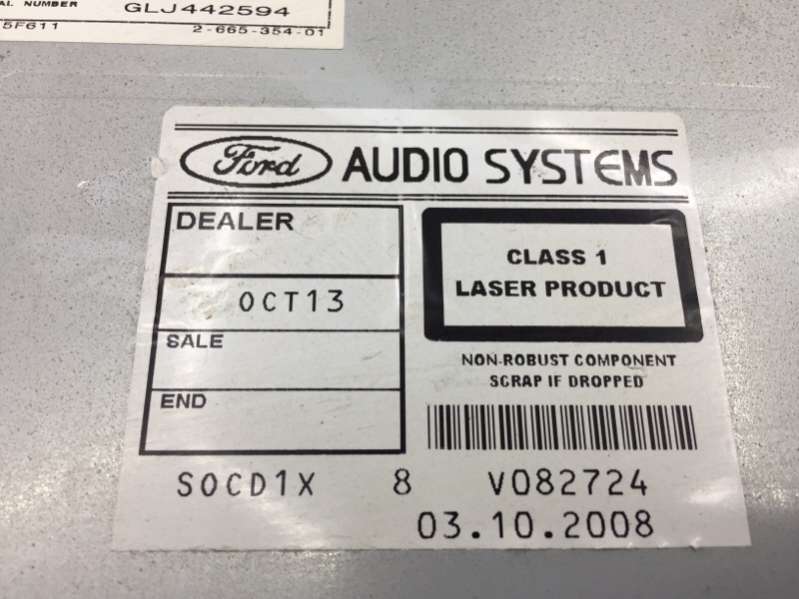 AL NUMBER GLJ442594
5F611 2-665-354-01
Ford AUDIO SYSTEMS
DEALER
OCT13
SALE
END
CLASS 1
LASER PRODUCT
NON-ROBUST COMPONENT
SCRAP IF DROPPED
SOCD1X 8 V082724
03.10.2008